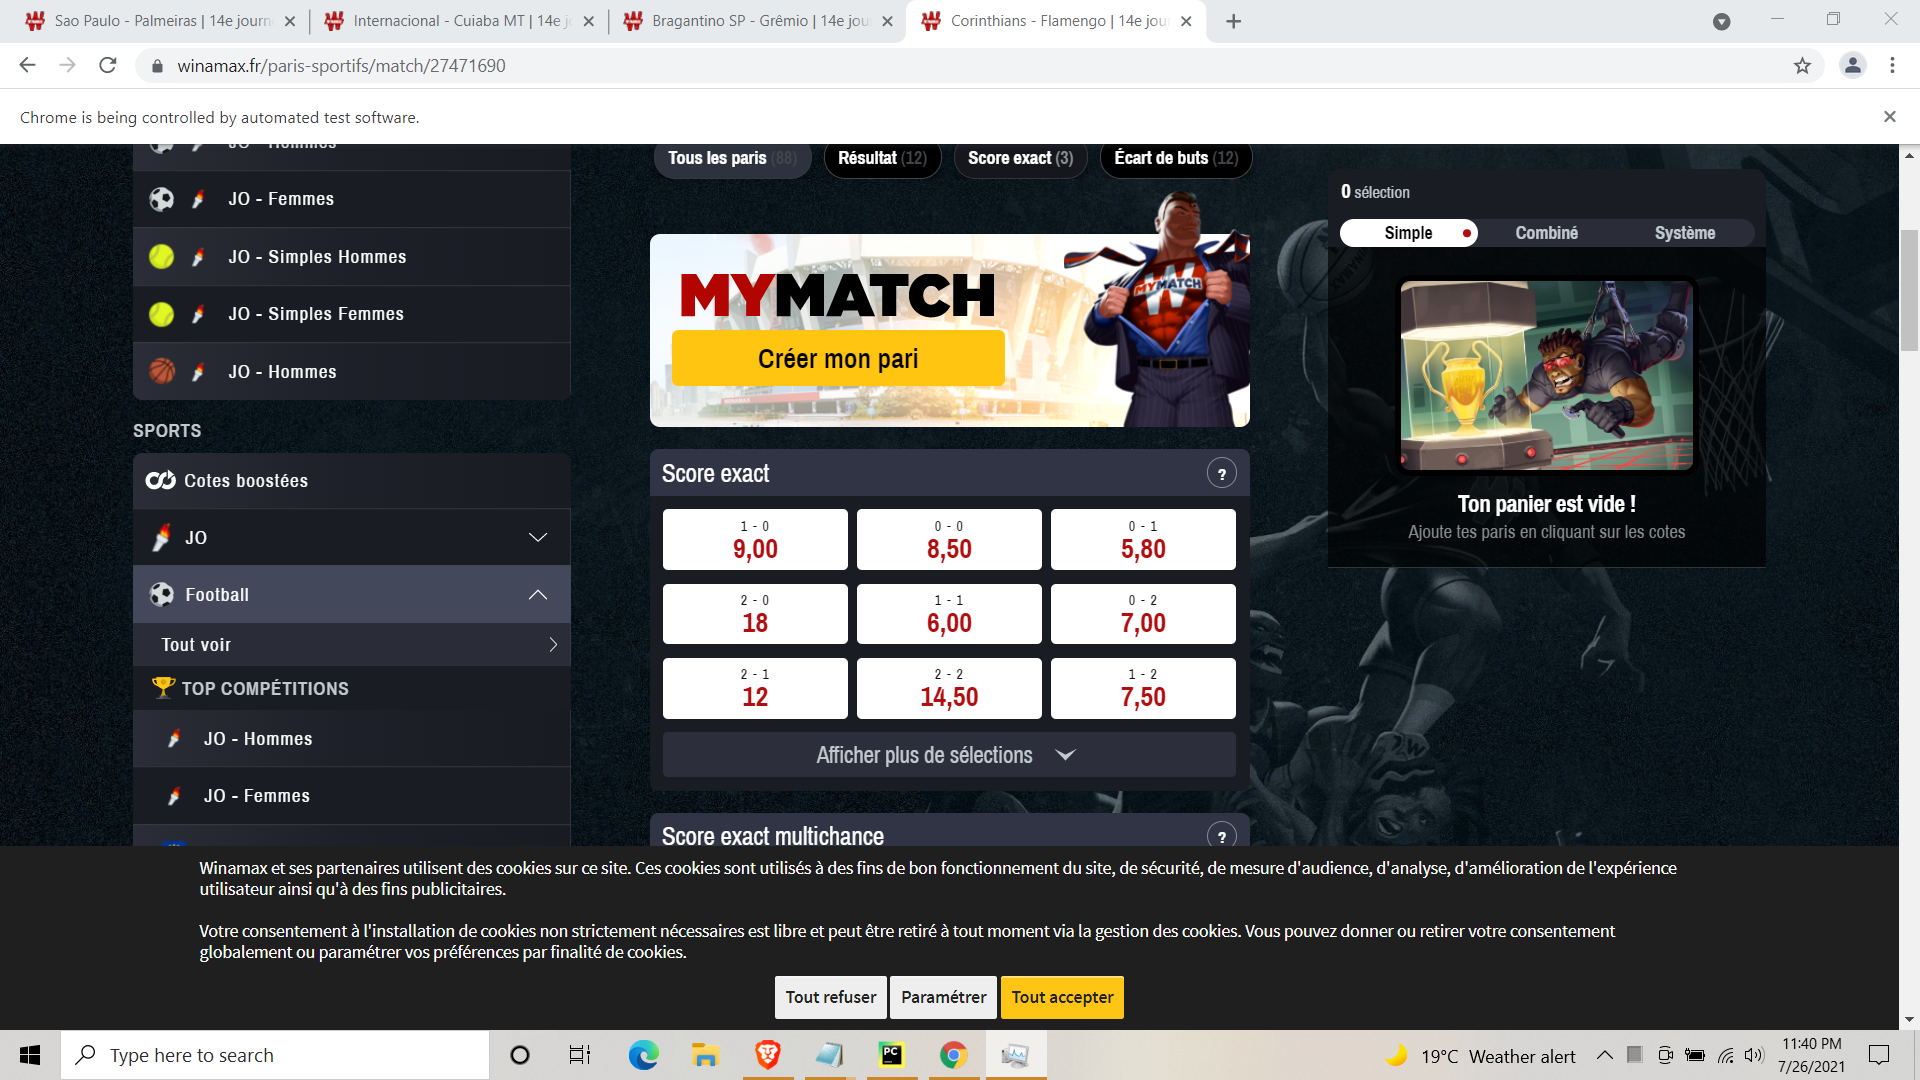 Sao Paulo - Palmeiras | 14e journ
Internacional - Cuiaba MT | 14e j
Bragantino SP - Grêmio | 14e jou
Corinthians - Flamengo | 14e jou
winamax.fr/paris-sportifs/match/27471690
Chrome is being controlled by automated test software.
JO - Hommes
JO - Femmes
JO - Simples Hommes
JO - Simples Femmes
JO - Hommes
SPORTS
Cotes boostées
JO
Football
Tout voir
TOP COMPÉTITIONS
JO - Hommes
JO - Femmes
Tous les paris (88)
Résultat (12)
Score exact (3)
Écart de buts (12)
MYMATCH
Créer mon pari
MYMATCH
WINAMAX
Score exact
?
1 - 0
9,00
0 - 0
8,50
0 - 1
5,80
2 - 0
18
1 - 1
6,00
0 - 2
7,00
2 - 1
12
2 - 2
14,50
1 - 2
7,50
Afficher plus de sélections
Score exact multichance
?
0 sélection
Simple
Combiné
Système
Ton panier est vide !
Ajoute tes paris en cliquant sur les cotes
Winamax et ses partenaires utilisent des cookies sur ce site. Ces cookies sont utilisés à des fins de bon fonctionnement du site, de sécurité, de mesure d'audience, d'analyse, d'amélioration de l'expérience
utilisateur ainsi qu'à des fins publicitaires.
Votre consentement à l'installation de cookies non strictement nécessaires est libre et peut être retiré à tout moment via la gestion des cookies. Vous pouvez donner ou retirer votre consentement
globalement ou paramétrer vos préférences par finalité de cookies.
Tout refuser
Paramétrer
Tout accepter
Type here to search
PC
19°C Weather alert
11:40 PM
7/26/2021